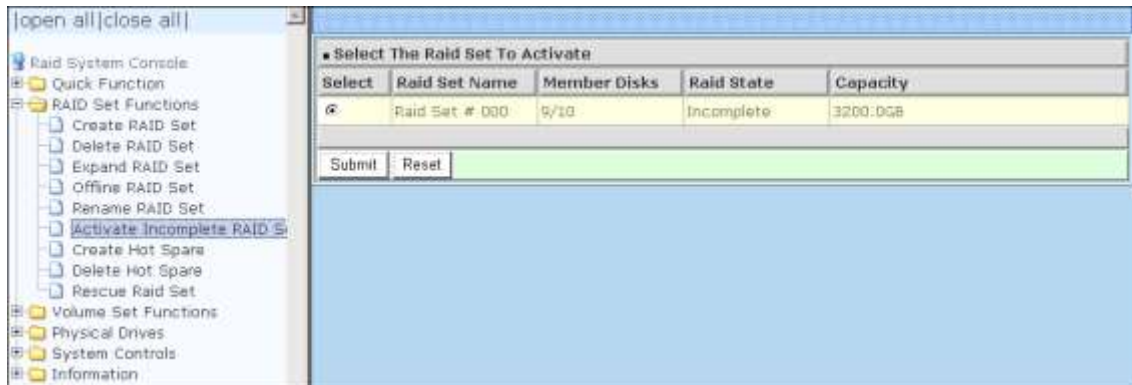 |open all|close all|
Raid System Console
Quick Function
RAID Set Functions
Create RAID Set
Delete RAID Set
Expand RAID Set
Offline RAID Set
Rename RAID Set
Activate Incomplete RAID Se
Create Hot Spare
Delete Hot Spare
Rescue Raid Set
Volume Set Functions
Physical Drives
System Controls
Information
Select The Raid Set To Activate
Select Raid Set Name Member Disks Raid State Capacity
Raid Set # 000 9/10 Incomplete 3200.0GB
Submit Reset